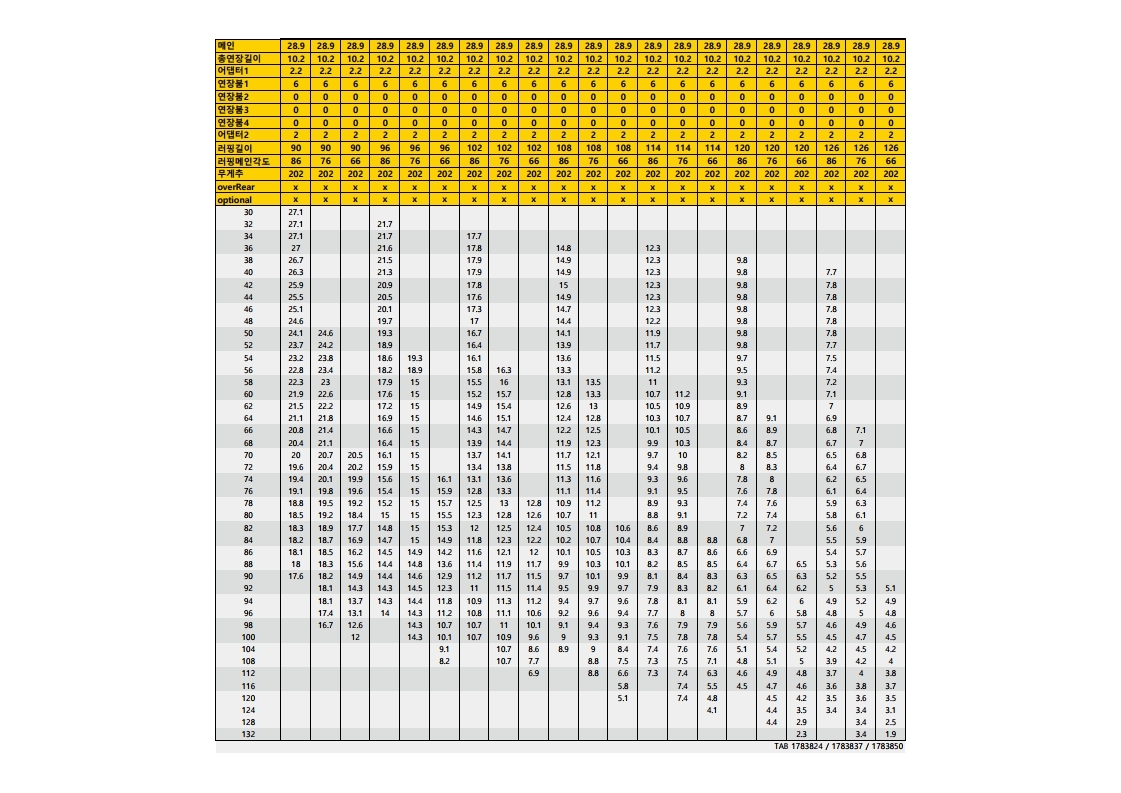 메인 28.9 28.9 28.9 28.9 28.9 28.9 28.9 28.9 28.9 28.9 28.9 28.9 28.9 28.9 28.9 28.9 28.9 28.9 28.9 28.9 28.9
총연장길이 10.2 10.2 10.2 10.2 10.2 10.2 10.2 10.2 10.2 10.2 10.2 10.2 10.2 10.2 10.2 10.2 10.2 10.2 10.2 10.2 10.2
어댑터1 2.2 2.2 2.2 2.2 2.2 2.2 2.2 2.2 2.2 2.2 2.2 2.2 2.2 2.2 2.2 2.2 2.2 2.2 2.2 2.2 2.2
연장붐1 6 6 6 6 6 6 6 6 6 6 6 6 6 6 6 6 6 6 6 6 6
연장붐2 0 0 0 0 0 0 0 0 0 0 0 0 0 0 0 0 0 0 0 0 0
연장붐3 0 0 0 0 0 0 0 0 0 0 0 0 0 0 0 0 0 0 0 0 0
연장붐4 0 0 0 0 0 0 0 0 0 0 0 0 0 0 0 0 0 0 0 0 0
어댑터2 2 2 2 2 2 2 2 2 2 2 2 2 2 2 2 2 2 2 2 2 2
러핑길이 90 90 90 96 96 96 102 102 102 108 108 108 114 114 114 120 120 120 126 126 126
러핑메인각도 86 76 66 86 76 66 86 76 66 86 76 66 86 76 66 86 76 66 86 76 66
무게추 202 202 202 202 202 202 202 202 202 202 202 202 202 202 202 202 202 202 202 202 202
overRear x x x x x x x x x x x x x x x x x x x x x
optional x x x x x x x x x x x x x x x x x x x x x
30 27.1
32 27.1 21.7
34 27.1 21.7 17.7
36 27 21.6 17.8 14.8 12.3
38 26.7 21.5 17.9 14.9 12.3 9.8
40 26.3 21.3 17.9 14.9 12.3 9.8 7.7
42 25.9 20.9 17.8 15 12.3 9.8 7.8
44 25.5 20.5 17.6 14.9 12.3 9.8 7.8
46 25.1 20.1 17.3 14.7 12.3 9.8 7.8
48 24.6 19.7 17 14.4 12.2 9.8 7.8
50 24.1 24.6 19.3 16.7 14.1 11.9 9.8 7.8
52 23.7 24.2 18.9 16.4 13.9 11.7 9.8 7.7
54 23.2 23.8 18.6 19.3 16.1 13.6 11.5 9.7 7.5
56 22.8 23.4 18.2 18.9 15.8 16.3 13.3 11.2 9.5 7.4
58 22.3 23 17.9 15 15.5 16 13.1 13.5 11 9.3 7.2
60 21.9 22.6 17.6 15 15.2 15.7 12.8 13.3 10.7 11.2 9.1 7.1
62 21.5 22.2 17.2 15 14.9 15.4 12.6 13 10.5 10.9 8.9 7
64 21.1 21.8 16.9 15 14.6 15.1 12.4 12.8 10.3 10.7 8.7 9.1 6.9
66 20.8 21.4 16.6 15 14.3 14.7 12.2 12.5 10.1 10.5 8.6 8.9 6.8 7.1
68 20.4 21.1 16.4 15 13.9 14.4 11.9 12.3 9.9 10.3 8.4 8.7 6.7 7
70 20 20.7 20.5 16.1 15 13.7 14.1 11.7 12.1 9.7 10 8.2 8.5 6.5 6.8
72 19.6 20.4 20.2 15.9 15 13.4 13.8 11.5 11.8 9.4 9.8 8 8.3 6.4 6.7
74 19.4 20.1 19.9 15.6 15 16.1 13.1 13.6 11.3 11.6 9.3 9.6 7.8 8 6.2 6.5
76 19.1 19.8 19.6 15.4 15 15.9 12.8 13.3 11.1 11.4 9.1 9.5 7.6 7.8 6.1 6.4
78 18.8 19.5 19.2 15.2 15 15.7 12.5 13 12.8 10.9 11.2 8.9 9.3 7.4 7.6 5.9 6.3
80 18.5 19.2 18.4 15 15 15.5 12.3 12.8 12.6 10.7 11 8.8 9.1 7.2 7.4 5.8 6.1
82 18.3 18.9 17.7 14.8 15 15.3 12 12.5 12.4 10.5 10.8 10.6 8.6 8.9 7 7.2 5.6 6
84 18.2 18.7 16.9 14.7 15 14.9 11.8 12.3 12.2 10.2 10.7 10.4 8.4 8.8 8.8 6.8 7 5.5 5.9
86 18.1 18.5 16.2 14.5 14.9 14.2 11.6 12.1 12 10.1 10.5 10.3 8.3 8.7 8.6 6.6 6.9 5.4 5.7
88 18 18.3 15.6 14.4 14.8 13.6 11.4 11.9 11.7 9.9 10.3 10.1 8.2 8.5 8.5 6.4 6.7 6.5 5.3 5.6
90 17.6 18.2 14.9 14.4 14.6 12.9 11.2 11.7 11.5 9.7 10.1 9.9 8.1 8.4 8.3 6.3 6.5 6.3 5.2 5.5
92 18.1 14.3 14.3 14.5 12.3 11 11.5 11.4 9.5 9.9 9.7 7.9 8.3 8.2 6.1 6.4 6.2 5 5.3 5.1
94 18.1 13.7 14.3 14.4 11.8 10.9 11.3 11.2 9.4 9.7 9.6 7.8 8.1 8.1 5.9 6.2 6 4.9 5.2 4.9
96 17.4 13.1 14 14.3 11.2 10.8 11.1 10.6 9.2 9.6 9.4 7.7 8 8 5.7 6 5.8 4.8 5 4.8
98 16.7 12.6 14.3 10.7 10.7 11 10.1 9.1 9.4 9.3 7.6 7.9 7.9 5.6 5.9 5.7 4.6 4.9 4.6
100 12 14.3 10.1 10.7 10.9 9.6 9 9.3 9.1 7.5 7.8 7.8 5.4 5.7 5.5 4.5 4.7 4.5
104 9.1 10.7 8.6 8.9 9 8.4 7.4 7.6 7.6 5.1 5.4 5.2 4.2 4.5 4.2
108 8.2 10.7 7.7 8.8 7.5 7.3 7.5 7.1 4.8 5.1 5 3.9 4.2 4
112 6.9 8.8 6.6 7.3 7.4 6.3 4.6 4.9 4.8 3.7 4 3.8
116 5.8 7.4 5.5 4.5 4.7 4.6 3.6 3.8 3.7
120 5.1 7.4 4.8 4.5 4.2 3.5 3.6 3.5
124 4.1 4.4 3.5 3.4 3.4 3.1
128 4.4 2.9 3.4 2.5
132 2.3 3.4 1.9
TAB 1783824 / 1783837 / 1783850